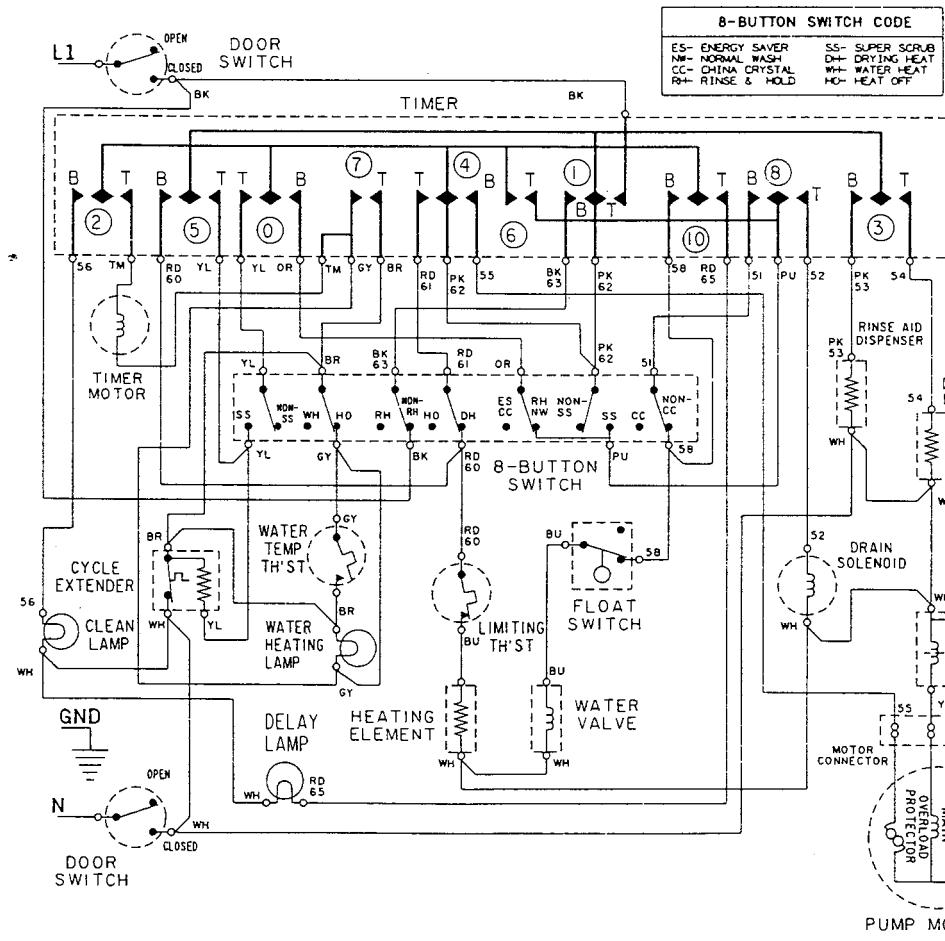 8-BUTTON SWITCH CODE
ES- ENERGY SAVER SS- SUPER SCRUB
NW- NORMAL WASH DH- DRYING HEAT
CC- CHINA CRYSTAL WH- WATER HEAT
RH- RINSE & HOLD HO- HEAT OFF
L1
OPEN
CLOSED
DOOR
SWITCH
BK
TIMER
BK
B T B T T B 7 T T 4 B 1 B T T B 8 T B T
2 5 0 6 10 3
56 TM RD 60 YL YL OR TM GY BR RD 61 PK 62 55 BK 63 PK 62 58 RD 65 51 PU 52 PK 53 54
TIMER
MOTOR
RINSE AID
DISPENSER
PK 53
54
WH
YL BR BK 63 RD 61 OR PK 62 51
SS NON-SS WH HO RH NON-RH HO DH ES CC RH NW NON-SS SS CC NON-CC
YL GY BK RD 60 PU 58
8-BUTTON
SWITCH
BR
CYCLE
EXTENDER
WH YL
WATER
TEMP
TH'ST
GY
BR
RD 60
LIMITING
TH'ST
BU
BU
58
FLOAT
SWITCH
52
DRAIN
SOLENOID
WH
WH
56
CLEAN
LAMP
WH
WATER
HEATING
LAMP
GY
GND
DELAY
LAMP
WH
RD 65
HEATING
ELEMENT
WH
BU
WATER
VALVE
WH
55
Y
MOTOR
CONNECTOR
N
OPEN
CLOSED
WH
DOOR
SWITCH
OVERLOAD
PROTECTOR
MAIN
PUMP MO